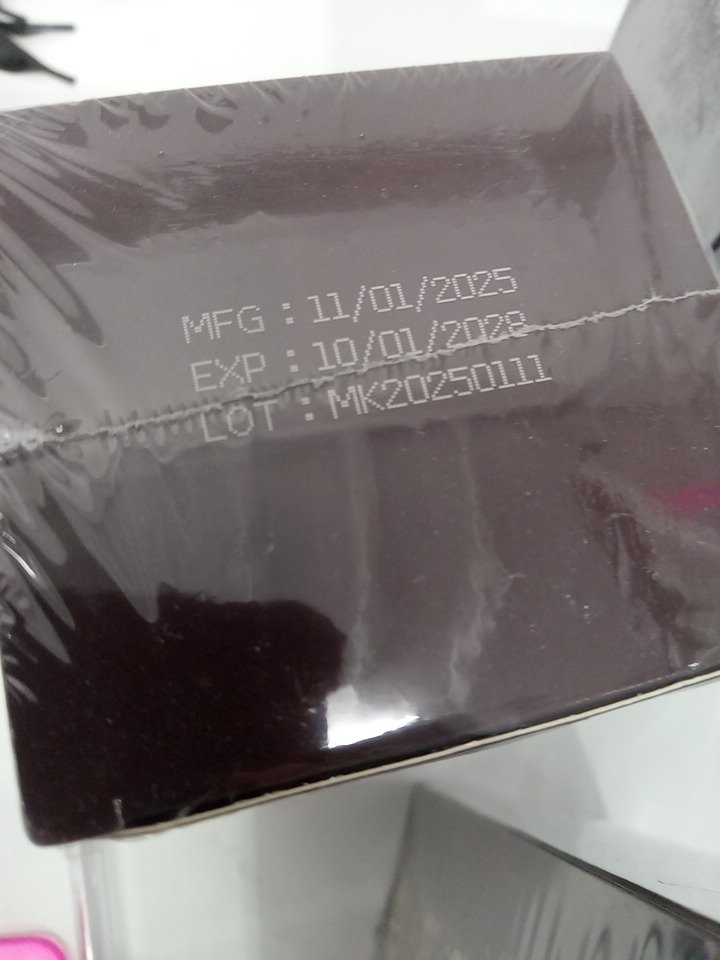 MFG : 11/01/2025
EXP : 10/01/2028
LOT : MK20250111